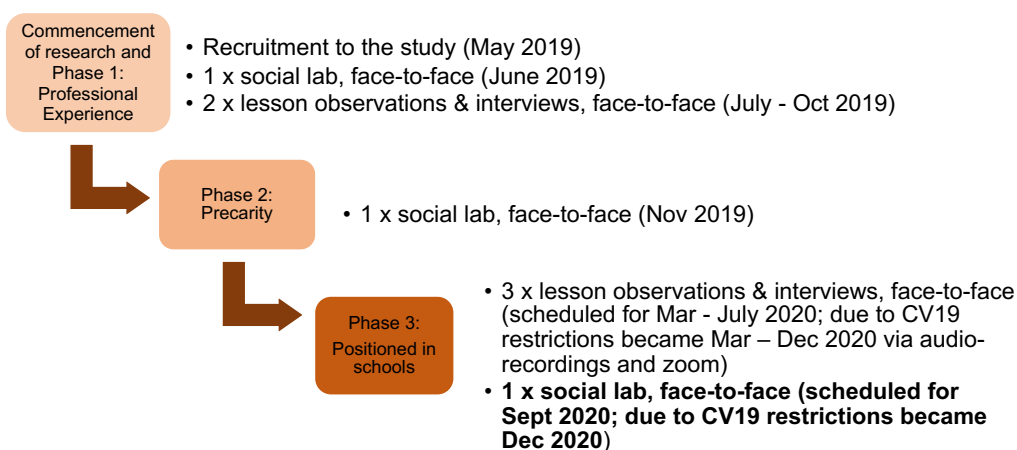 Commencement
of research and
Phase 1:
Professional
Experience
• Recruitment to the study (May 2019)
• 1 x social lab, face-to-face (June 2019)
• 2 x lesson observations & interviews, face-to-face (July - Oct 2019)
Phase 2:
Precarity
• 1 x social lab, face-to-face (Nov 2019)
Phase 3:
Positioned in
schools
• 3 x lesson observations & interviews, face-to-face
(scheduled for Mar - July 2020; due to CV19
restrictions became Mar – Dec 2020 via audio-
recordings and zoom)
• 1 x social lab, face-to-face (scheduled for
Sept 2020; due to CV19 restrictions became
Dec 2020)